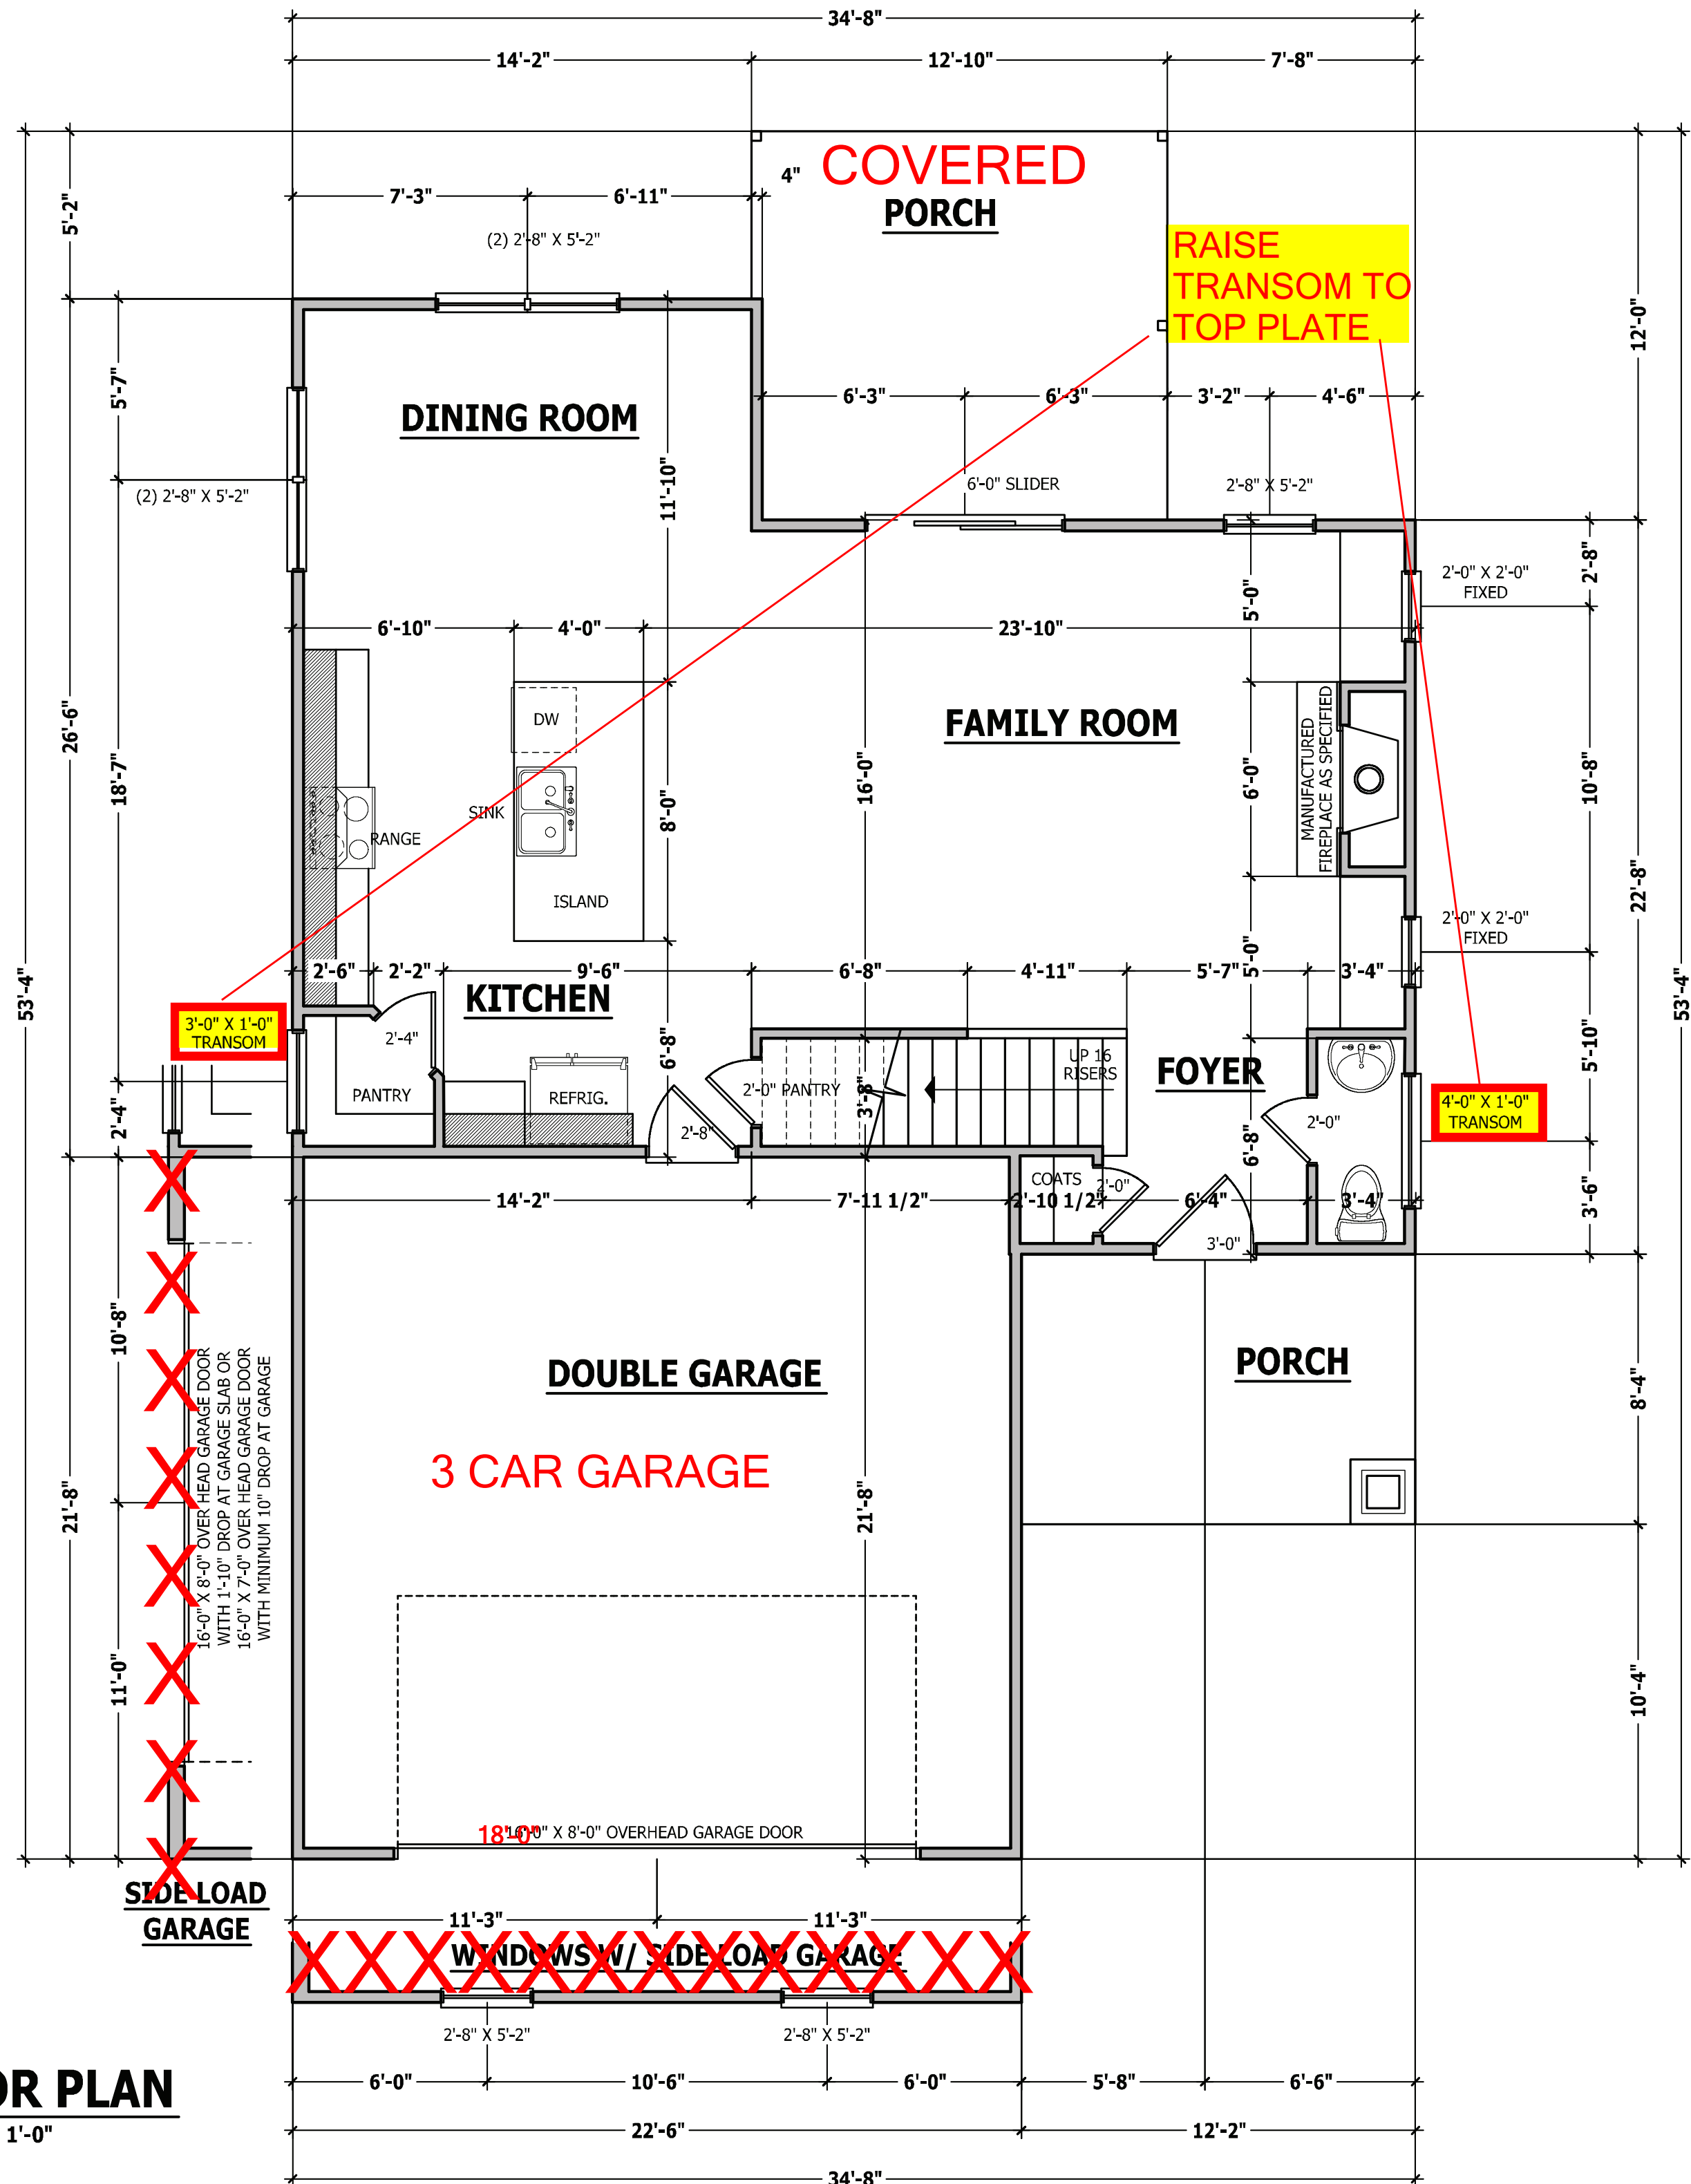 34'-8"
14'-2" 12'-10" 7'-8"
COVERED
4"
PORCH
7'-3" 6'-11"
5'-2"
(2) 2'-8" X 5'-2"
RAISE
TRANSOM TO
TOP PLATE
12'-0"
5'-7"
6'-3" 6'-3" 3'-2" 4'-6"
DINING ROOM
11'-10"
(2) 2'-8" X 5'-2"
6'-0" SLIDER
2'-8" X 5'-2"
2'-0" X 2'-0"
FIXED
2'-8"
5'-0"
6'-10" 4'-0" 23'-10"
26'-6"
DW
FAMILY ROOM
18'-7"
16'-0"
6'-0"
MANUFACTURED
FIREPLACE AS SPECIFIED
10'-8"
SINK
8'-0"
RANGE
ISLAND
22'-8"
2'-0" X 2'-0"
FIXED
53'-4"
53'-4"
2'-6" 2'-2" 9'-6" 6'-8" 4'-11" 5'-7" 5'-0" 3'-4"
KITCHEN
3'-0" X 1'-0"
TRANSOM
2'-4"
6'-8"
UP 16
RISERS
FOYER
5'-10"
PANTRY
REFRIG.
2'-0" PANTRY
3'-8"
4'-0" X 1'-0"
TRANSOM
2'-4"
2'-8"
2'-0"
6'-8"
COATS
2'-0"
14'-2" 7'-11 1/2" 2'-10 1/2" 6'-4" 3'-4"
3'-6"
3'-0"
10'-8"
DOUBLE GARAGE
PORCH
8'-4"
3 CAR GARAGE
21'-8"
21'-8"
16'-0" X 8'-0" OVER HEAD GARAGE DOOR
WITH 1'-10" DROP AT GARAGE SLAB OR
16'-0" X 7'-0" OVER HEAD GARAGE DOOR
WITH MINIMUM 10" DROP AT GARAGE
11'-0"
10'-4"
18'-0" 16'-0" X 8'-0" OVERHEAD GARAGE DOOR
X
X
X
X
X
X
X
X
SIDE LOAD
GARAGE
11'-3" 11'-3"
WINDOWS W/ SIDE LOAD GARAGE
XXXXXXXXXXXXX
2'-8" X 5'-2" 2'-8" X 5'-2"
6'-0" 10'-6" 6'-0" 5'-8" 6'-6"
OR PLAN
1'-0"
22'-6" 12'-2"
34'-8"